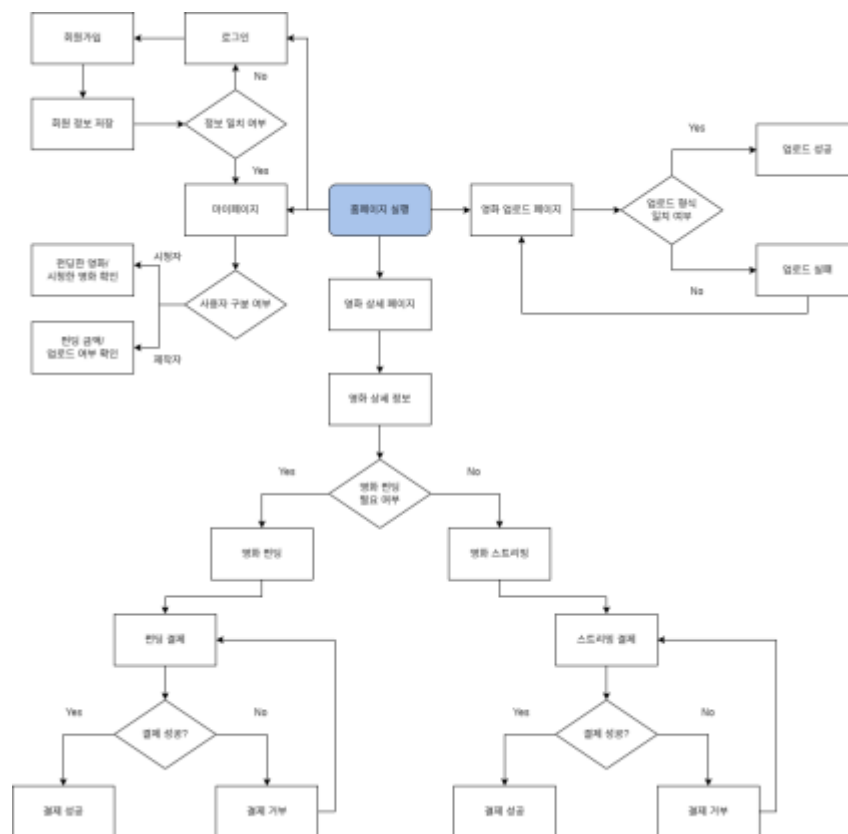 회원가입
로그인
No
회원 정보 저장
정보 일치 여부
Yes
마이페이지
홈페이지 실행
영화 업로드 페이지
업로드 형식
일치 여부
Yes
업로드 성공
No
업로드 실패
시청자
펀딩한 영화/
시청한 영화 확인
사용자 구분 여부
펀딩 금액/
업로드 여부 확인
제작자
영화 상세 페이지
영화 상세 정보
Yes
영화 펀딩
필요 여부
No
영화 펀딩
영화 스트리밍
펀딩 결제
스트리밍 결제
Yes
결제 성공?
No
Yes
결제 성공?
No
결제 성공
결제 거부
결제 성공
결제 거부